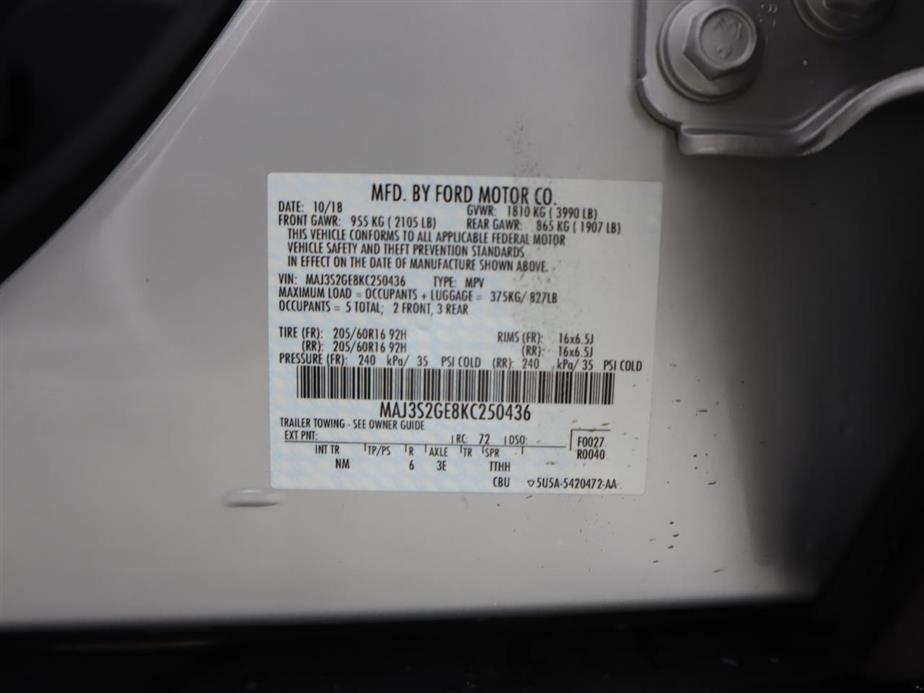 MFD. BY FORD MOTOR CO.
DATE: 10/18 GVWR: 1810 KG ( 3990 LB)
FRONT GAWR: 955 KG ( 2105 LB) REAR GAWR: 865 KG ( 1907 LB)
THIS VEHICLE CONFORMS TO ALL APPLICABLE FEDERAL MOTOR
VEHICLE SAFETY AND THEFT PREVENTION STANDARDS
IN EFFECT ON THE DATE OF MANUFACTURE SHOWN ABOVE.
VIN: MAJ3S2GE8KC250436 TYPE: MPV
MAXIMUM LOAD = OCCUPANTS + LUGGAGE = 375KG/ 827LB
OCCUPANTS = 5 TOTAL; 2 FRONT, 3 REAR
TIRE (FR): 205/60R16 92H RIMS (FR): 16x6.5J
(RR): 205/60R16 92H (RR): 16x6.5J
PRESSURE (FR): 240 kPa/ 35 PSI COLD (RR): 240 kPa/ 35 PSI COLD
MAJ3S2GE8KC250436
TRAILER TOWING - SEE OWNER GUIDE
EXT PNT: RC: 72 DSO: F0027
INT TR TP/PS R AXLE TR SPR R0040
NM 6 3E TTHH
CBU ▽5U5A-5420472-AA